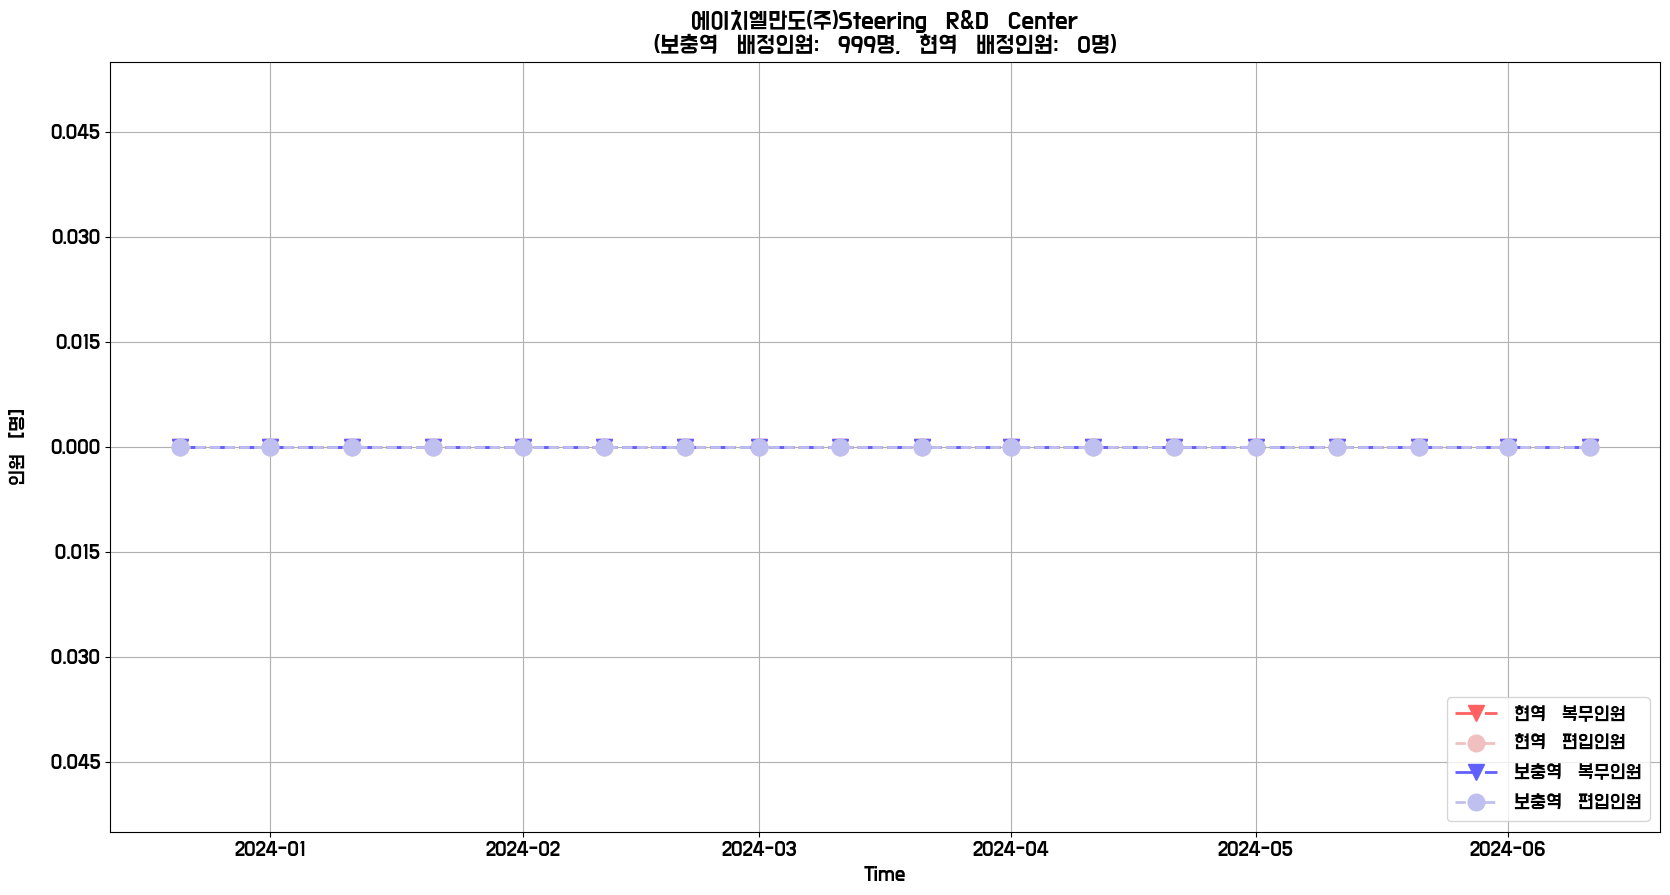 에이치엘만도(주)Steering R&D Center
(보충역 배정인원: 999명, 현역 배정인원: 0명)
0.045
0.030
0.015
0.000
0.015
0.030
0.045
인원 [명]
2024-01
2024-02
2024-03
2024-04
2024-05
2024-06
Time
현역 복무인원
현역 편입인원
보충역 복무인원
보충역 편입인원